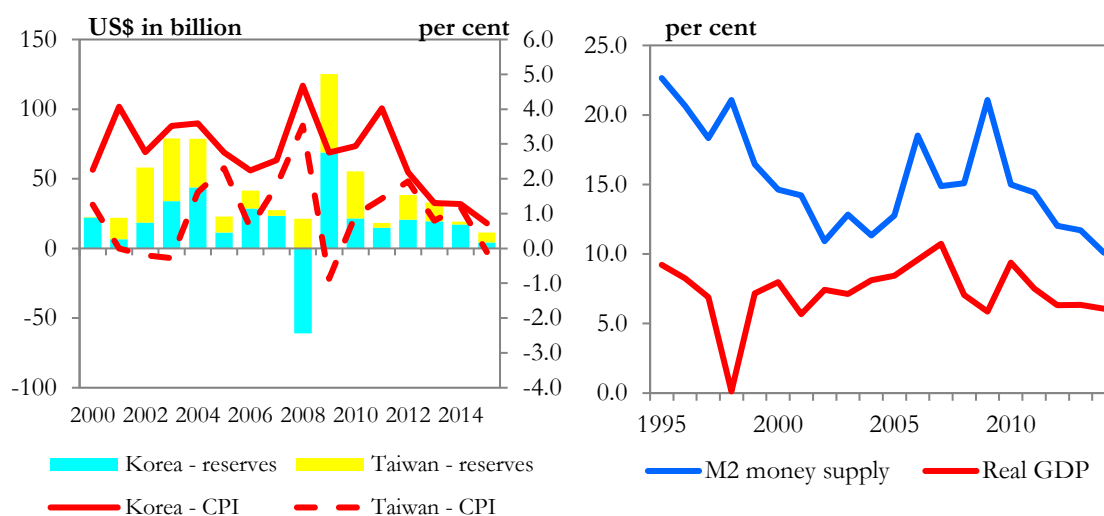 US$ in billion per cent
150 6.0
5.0
100 4.0
3.0
50 2.0
1.0
0 0.0
-1.0
-50 -2.0
-3.0
-100 -4.0
2000 2002 2004 2006 2008 2010 2012 2014
Korea - reserves Taiwan - reserves
Korea - CPI Taiwan - CPI
per cent
25.0
20.0
15.0
10.0
5.0
0.0
1995 2000 2005 2010
M2 money supply Real GDP